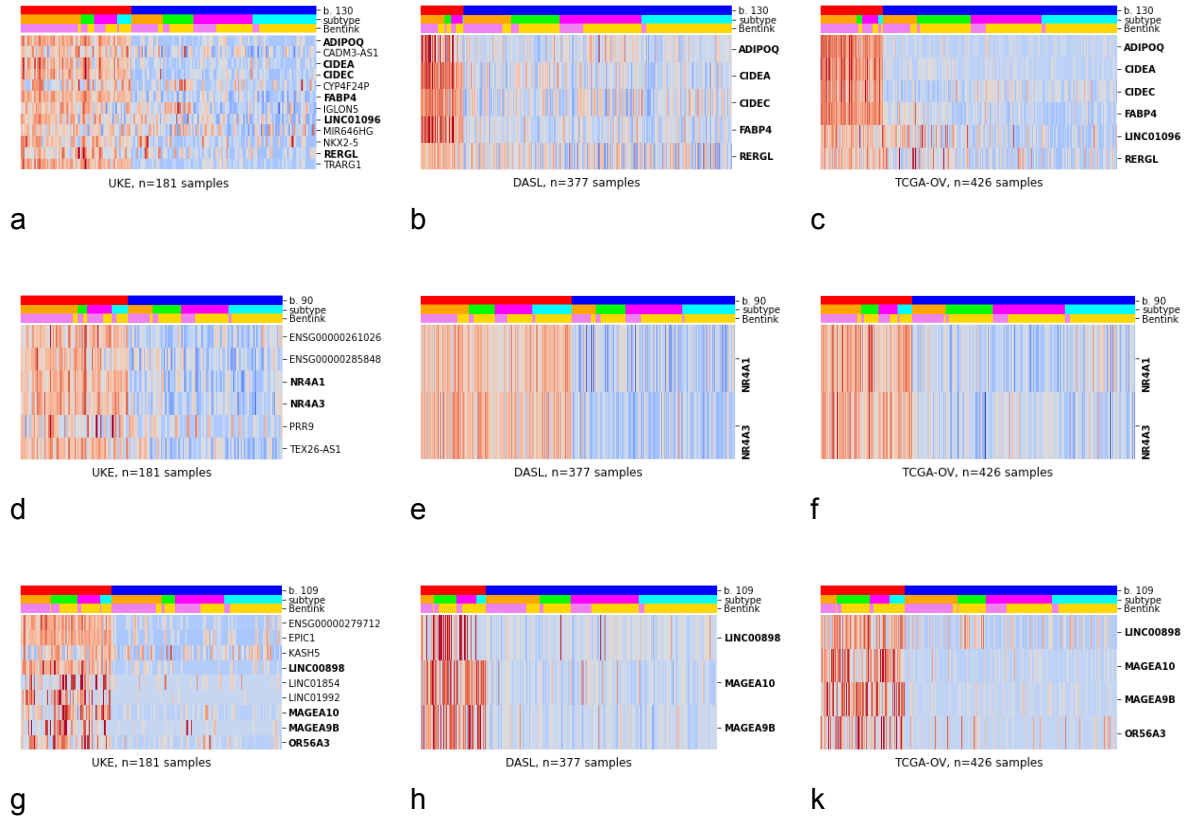 b. 130
subtype
Bentink
ADIPOQ
CADM3-AS1
CIDEA
CIDEC
CYP4F24P
FABP4
IGLON5
LINC01096
MIR646HG
NKX2-5
RERGL
TRARG1
UKE, n=181 samples
a
b. 130
subtype
Bentink
ADIPOQ
CIDEA
CIDEC
FABP4
RERGL
DASL, n=377 samples
b
b. 130
subtype
Bentink
ADIPOQ
CIDEA
CIDEC
FABP4
LINC01096
RERGL
TCGA-OV, n=426 samples
c
b. 90
subtype
Bentink
ENSG00000261026
ENSG00000285848
NR4A1
NR4A3
PRR9
TEX26-AS1
UKE, n=181 samples
d
b. 90
subtype
Bentink
NR4A1
NR4A3
DASL, n=377 samples
e
b. 90
subtype
Bentink
NR4A1
NR4A3
TCGA-OV, n=426 samples
f
b. 109
subtype
Bentink
ENSG00000279712
EPIC1
KASH5
LINC00898
LINC01854
LINC01992
MAGEA10
MAGEA9B
OR56A3
UKE, n=181 samples
g
b. 109
subtype
Bentink
LINC00898
MAGEA10
MAGEA9B
DASL, n=377 samples
h
b. 109
subtype
Bentink
LINC00898
MAGEA10
MAGEA9B
OR56A3
TCGA-OV, n=426 samples
k